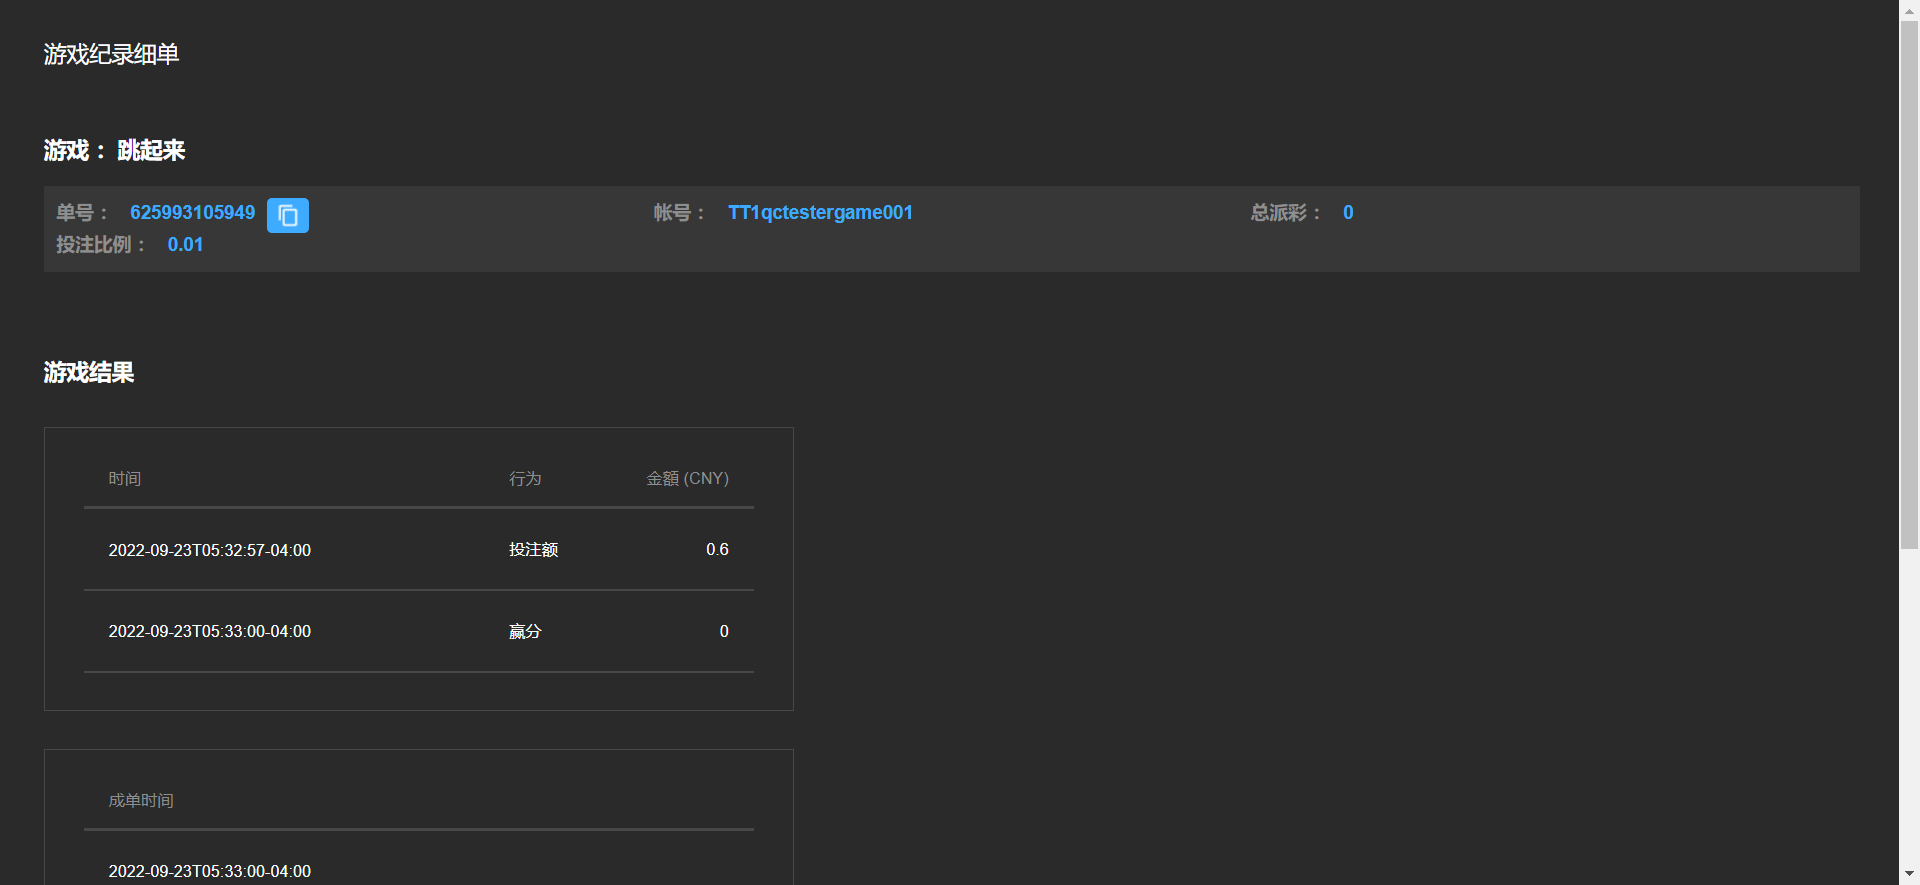 游戏纪录细单
游戏： 跳起来
单号： 625993105949 帐号： TT1qctestergame001 总派彩： 0
投注比例： 0.01
游戏结果
时间 行为 金額 (CNY)
2022-09-23T05:32:57-04:00 投注额 0.6
2022-09-23T05:33:00-04:00 赢分 0
成单时间
2022-09-23T05:33:00-04:00